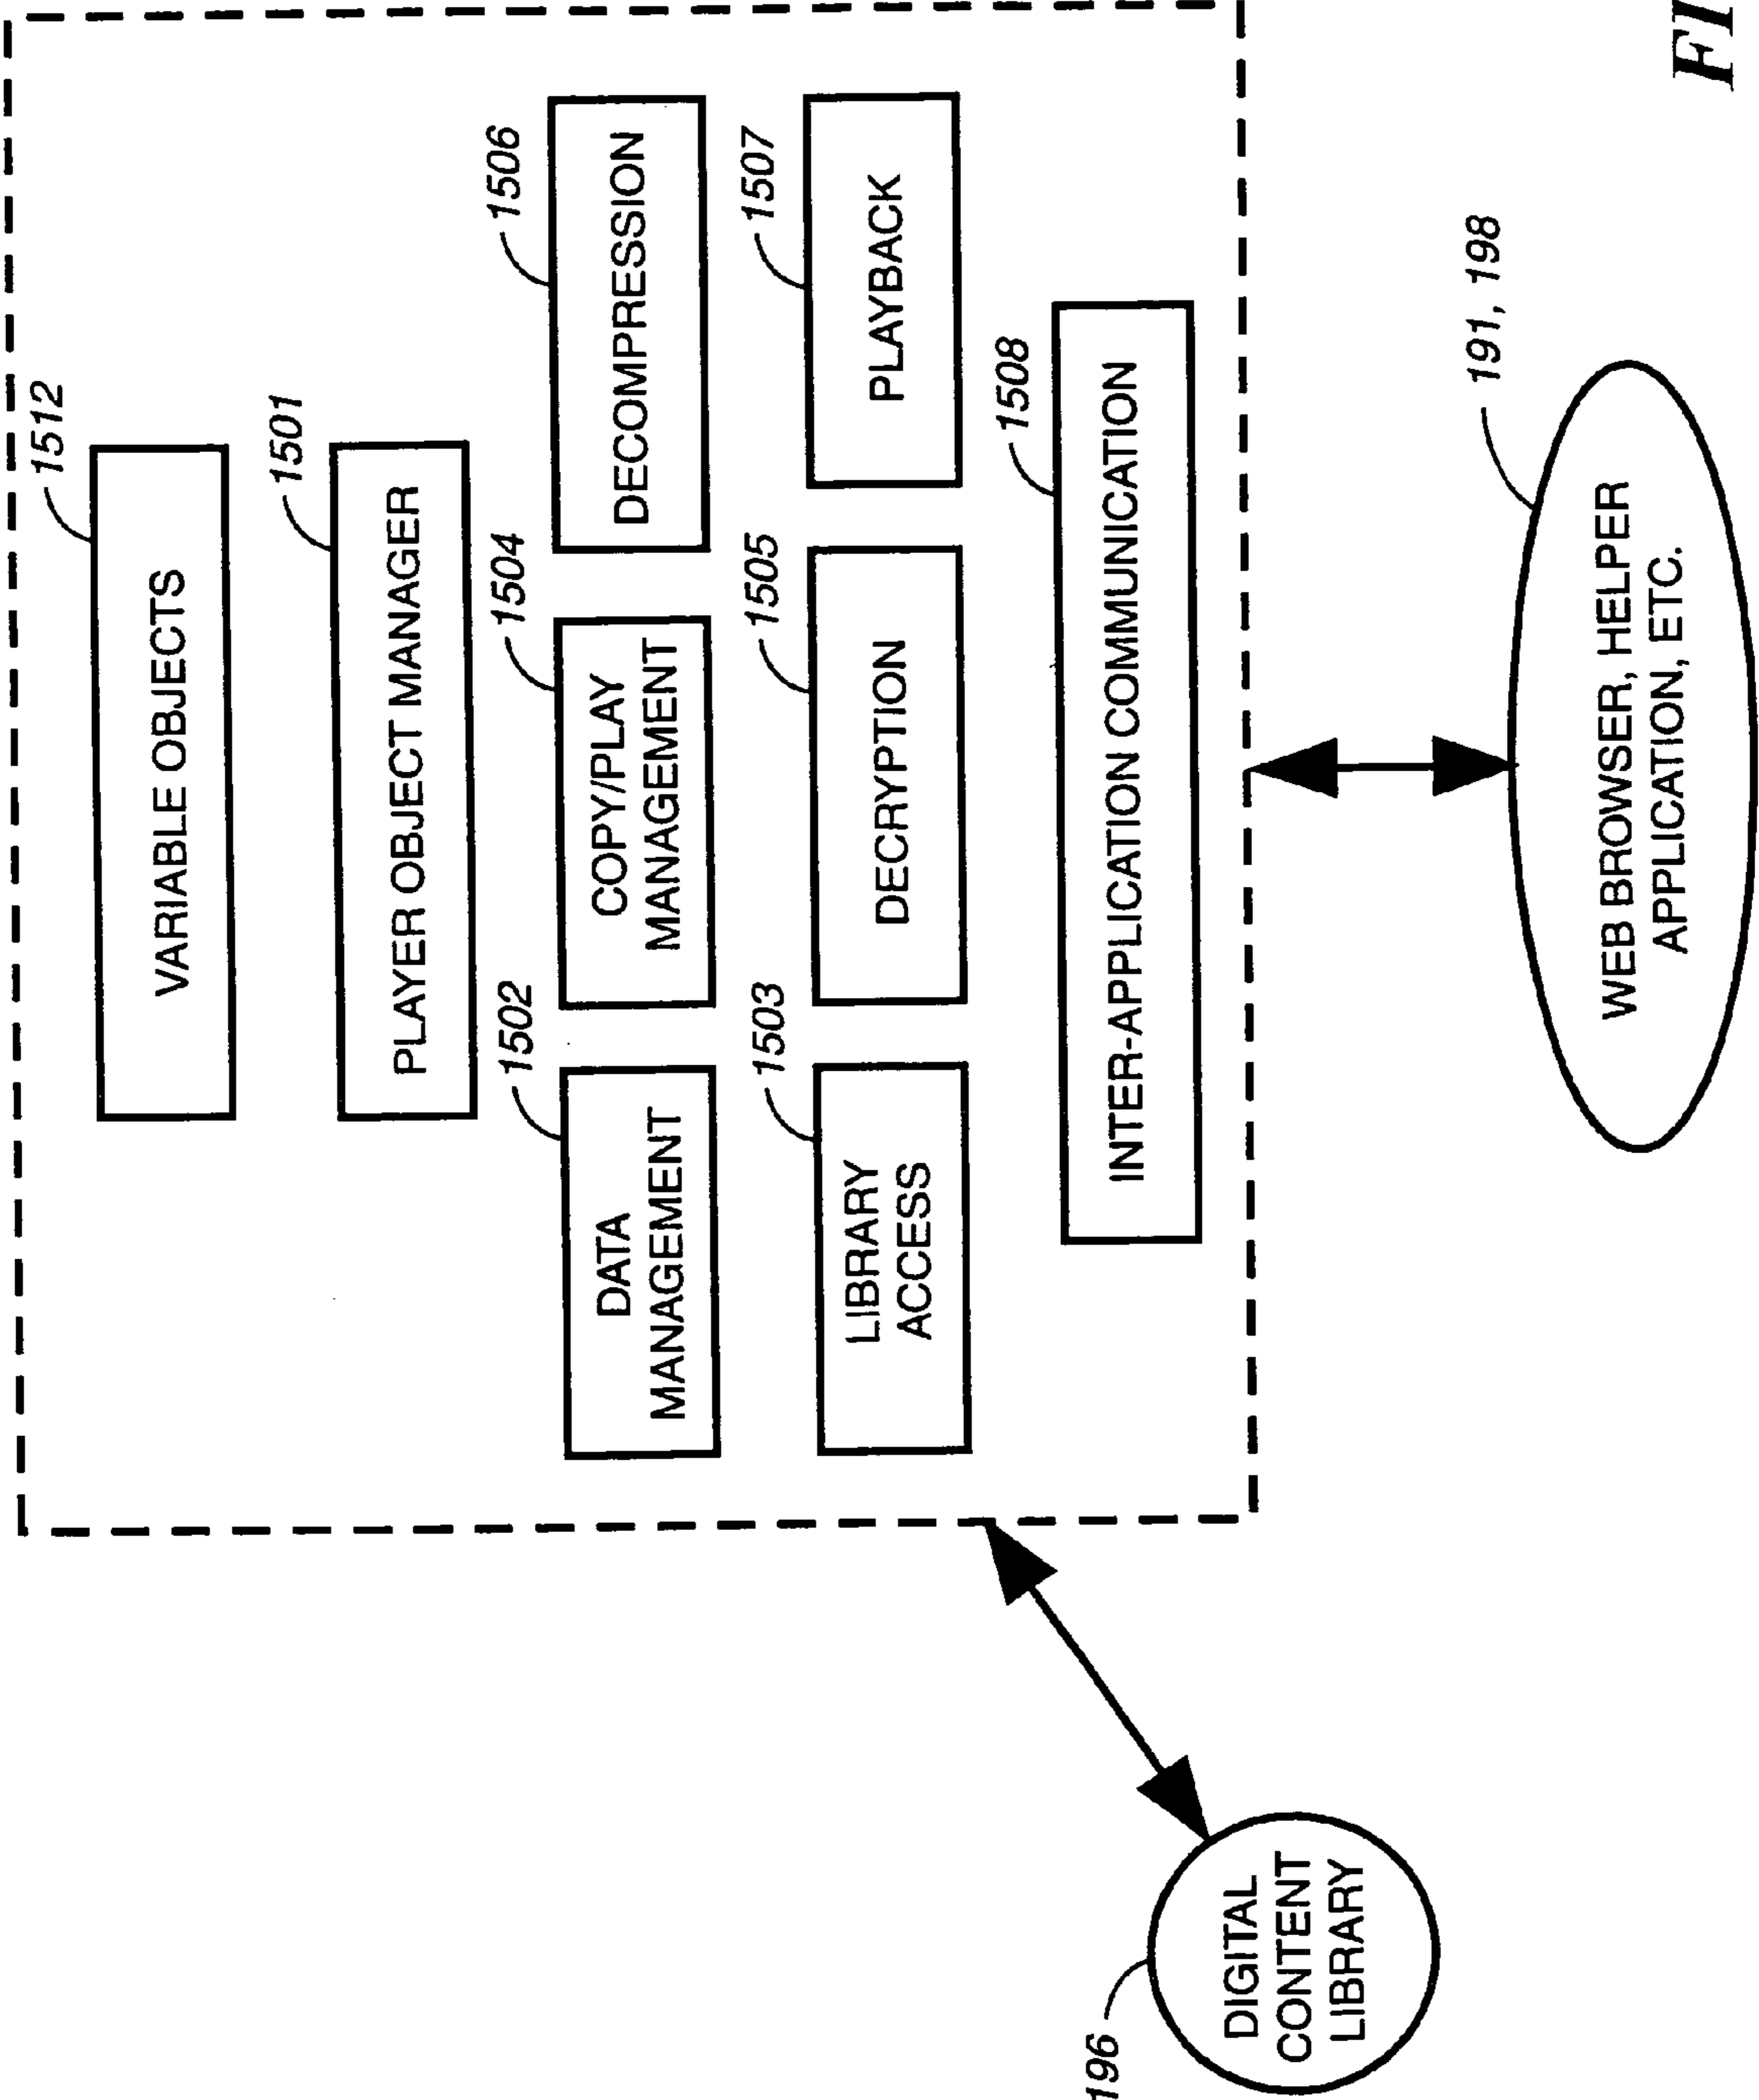 1512
VARIABLE OBJECTS
1501
PLAYER OBJECT MANAGER
1502
DATA
MANAGEMENT
1504
COPY/PLAY
MANAGEMENT
1506
DECOMPRESSION
1503
LIBRARY
ACCESS
1505
DECRYPTION
1507
PLAYBACK
1508
INTER-APPLICATION COMMUNICATION
196
DIGITAL
CONTENT
LIBRARY
191, 198
WEB BROWSER, HELPER
APPLICATION, ETC.
FI